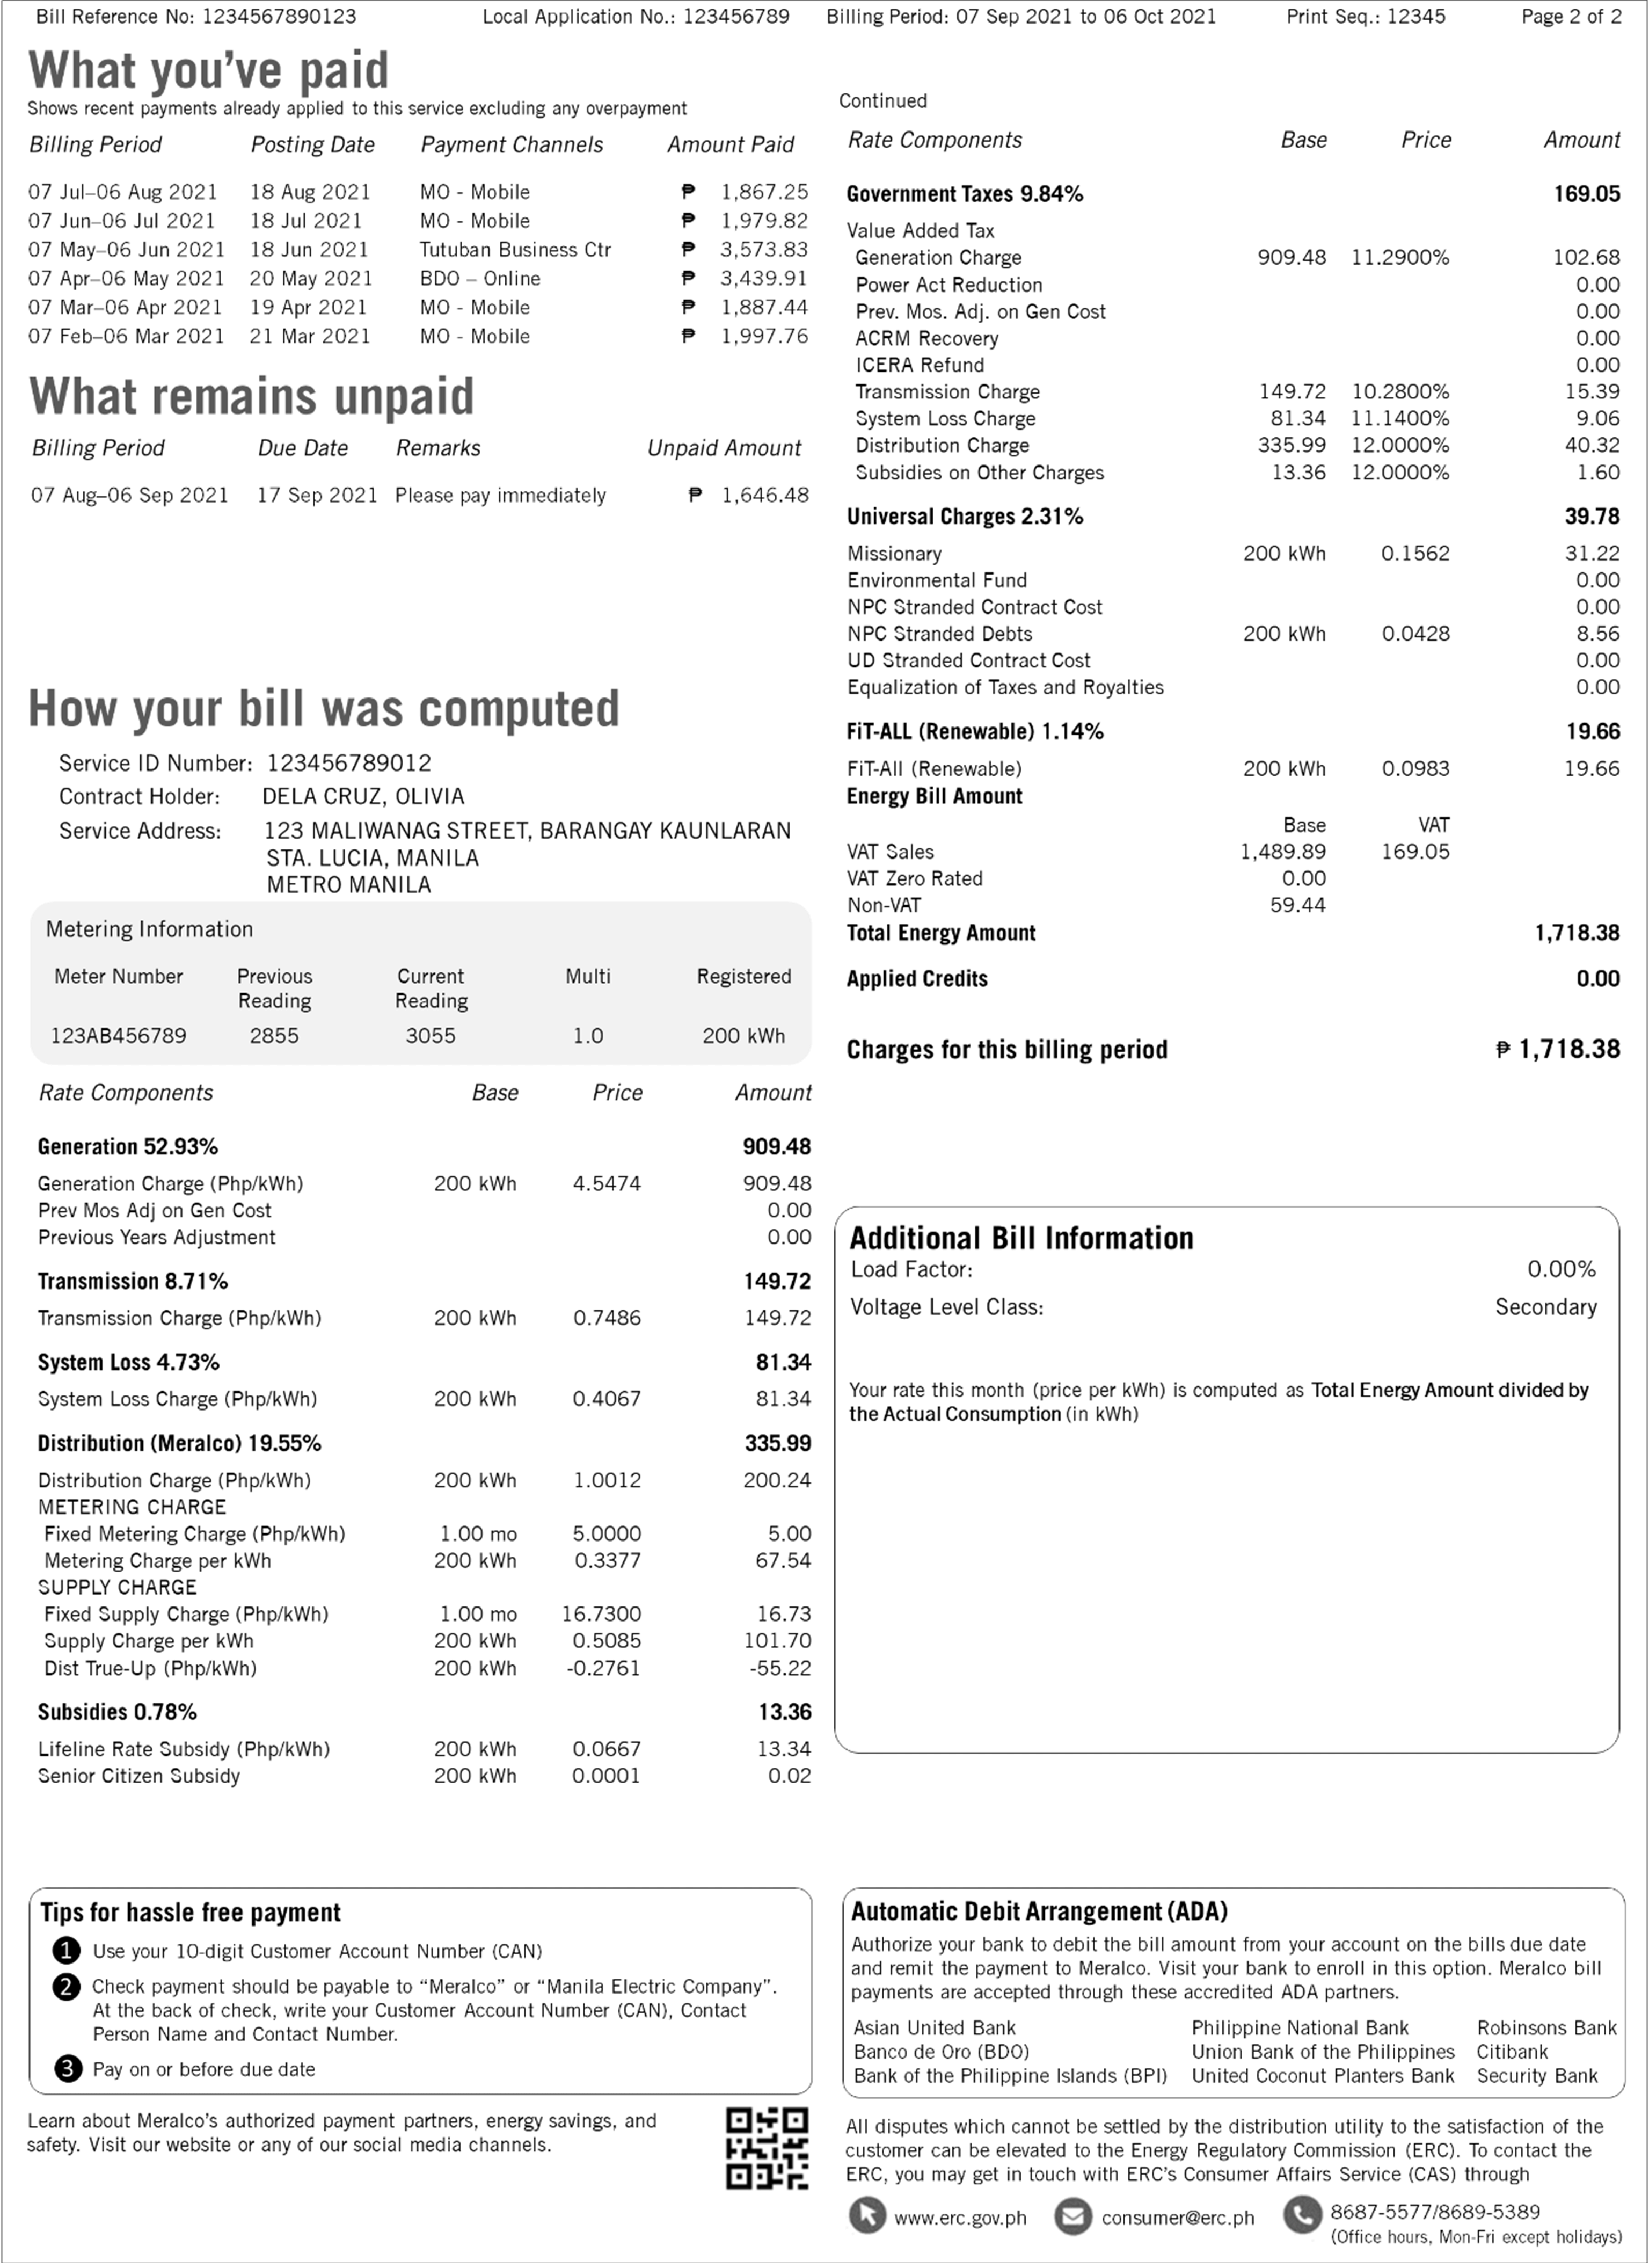 Bill Reference No: 1234567890123 Local Application No.: 123456789 Billing Period: 07 Sep 2021 to 06 Oct 2021 Print Seq.: 12345 Page 2 of 2
What you've paid
Shows recent payments already applied to this service excluding any overpayment
Billing Period Posting Date Payment Channels Amount Paid
07 Jul–06 Aug 2021 18 Aug 2021 MO - Mobile ₱ 1,867.25
07 Jun–06 Jul 2021 18 Jul 2021 MO - Mobile ₱ 1,979.82
07 May–06 Jun 2021 18 Jun 2021 Tutuban Business Ctr ₱ 3,573.83
07 Apr–06 May 2021 20 May 2021 BDO – Online ₱ 3,439.91
07 Mar–06 Apr 2021 19 Apr 2021 MO - Mobile ₱ 1,887.44
07 Feb–06 Mar 2021 21 Mar 2021 MO - Mobile ₱ 1,997.76
What remains unpaid
Billing Period Due Date Remarks Unpaid Amount
07 Aug–06 Sep 2021 17 Sep 2021 Please pay immediately ₱ 1,646.48
How your bill was computed
Service ID Number: 123456789012
Contract Holder: DELA CRUZ, OLIVIA
Service Address: 123 MALIWANAG STREET, BARANGAY KAUNLARAN
STA. LUCIA, MANILA
METRO MANILA
Metering Information
Meter Number Previous Reading Current Reading Multi Registered
123AB456789 2855 3055 1.0 200 kWh
Rate Components Base Price Amount
Generation 52.93% 909.48
Generation Charge (Php/kWh) 200 kWh 4.5474 909.48
Prev Mos Adj on Gen Cost 0.00
Previous Years Adjustment 0.00
Transmission 8.71% 149.72
Transmission Charge (Php/kWh) 200 kWh 0.7486 149.72
System Loss 4.73% 81.34
System Loss Charge (Php/kWh) 200 kWh 0.4067 81.34
Distribution (Meralco) 19.55% 335.99
Distribution Charge (Php/kWh) 200 kWh 1.0012 200.24
METERING CHARGE
Fixed Metering Charge (Php/kWh) 1.00 mo 5.0000 5.00
Metering Charge per kWh 200 kWh 0.3377 67.54
SUPPLY CHARGE
Fixed Supply Charge (Php/kWh) 1.00 mo 16.7300 16.73
Supply Charge per kWh 200 kWh 0.5085 101.70
Dist True-Up (Php/kWh) 200 kWh -0.2761 -55.22
Subsidies 0.78% 13.36
Lifeline Rate Subsidy (Php/kWh) 200 kWh 0.0667 13.34
Senior Citizen Subsidy 200 kWh 0.0001 0.02
Continued
Rate Components Base Price Amount
Government Taxes 9.84% 169.05
Value Added Tax
Generation Charge 909.48 11.2900% 102.68
Power Act Reduction 0.00
Prev. Mos. Adj. on Gen Cost 0.00
ACRM Recovery 0.00
ICERA Refund 0.00
Transmission Charge 149.72 10.2800% 15.39
System Loss Charge 81.34 11.1400% 9.06
Distribution Charge 335.99 12.0000% 40.32
Subsidies on Other Charges 13.36 12.0000% 1.60
Universal Charges 2.31% 39.78
Missionary 200 kWh 0.1562 31.22
Environmental Fund 0.00
NPC Stranded Contract Cost 0.00
NPC Stranded Debts 200 kWh 0.0428 8.56
UD Stranded Contract Cost 0.00
Equalization of Taxes and Royalties 0.00
FiT-ALL (Renewable) 1.14% 19.66
FiT-All (Renewable) 200 kWh 0.0983 19.66
Energy Bill Amount
Base VAT
VAT Sales 1,489.89 169.05
VAT Zero Rated 0.00
Non-VAT 59.44
Total Energy Amount 1,718.38
Applied Credits 0.00
Charges for this billing period ₱ 1,718.38
Additional Bill Information
Load Factor: 0.00%
Voltage Level Class: Secondary
Your rate this month (price per kWh) is computed as Total Energy Amount divided by
the Actual Consumption (in kWh)
Tips for hassle free payment
1 Use your 10-digit Customer Account Number (CAN)
2 Check payment should be payable to “Meralco” or “Manila Electric Company”.
At the back of check, write your Customer Account Number (CAN), Contact
Person Name and Contact Number.
3 Pay on or before due date
Learn about Meralco's authorized payment partners, energy savings, and
safety. Visit our website or any of our social media channels.
Automatic Debit Arrangement (ADA)
Authorize your bank to debit the bill amount from your account on the bills due date
and remit the payment to Meralco. Visit your bank to enroll in this option. Meralco bill
payments are accepted through these accredited ADA partners.
Asian United Bank Philippine National Bank Robinsons Bank
Banco de Oro (BDO) Union Bank of the Philippines Citibank
Bank of the Philippine Islands (BPI) United Coconut Planters Bank Security Bank
All disputes which cannot be settled by the distribution utility to the satisfaction of the
customer can be elevated to the Energy Regulatory Commission (ERC). To contact the
ERC, you may get in touch with ERC's Consumer Affairs Service (CAS) through
www.erc.gov.ph consumer@erc.ph 8687-5577/8689-5389
(Office hours, Mon-Fri except holidays)